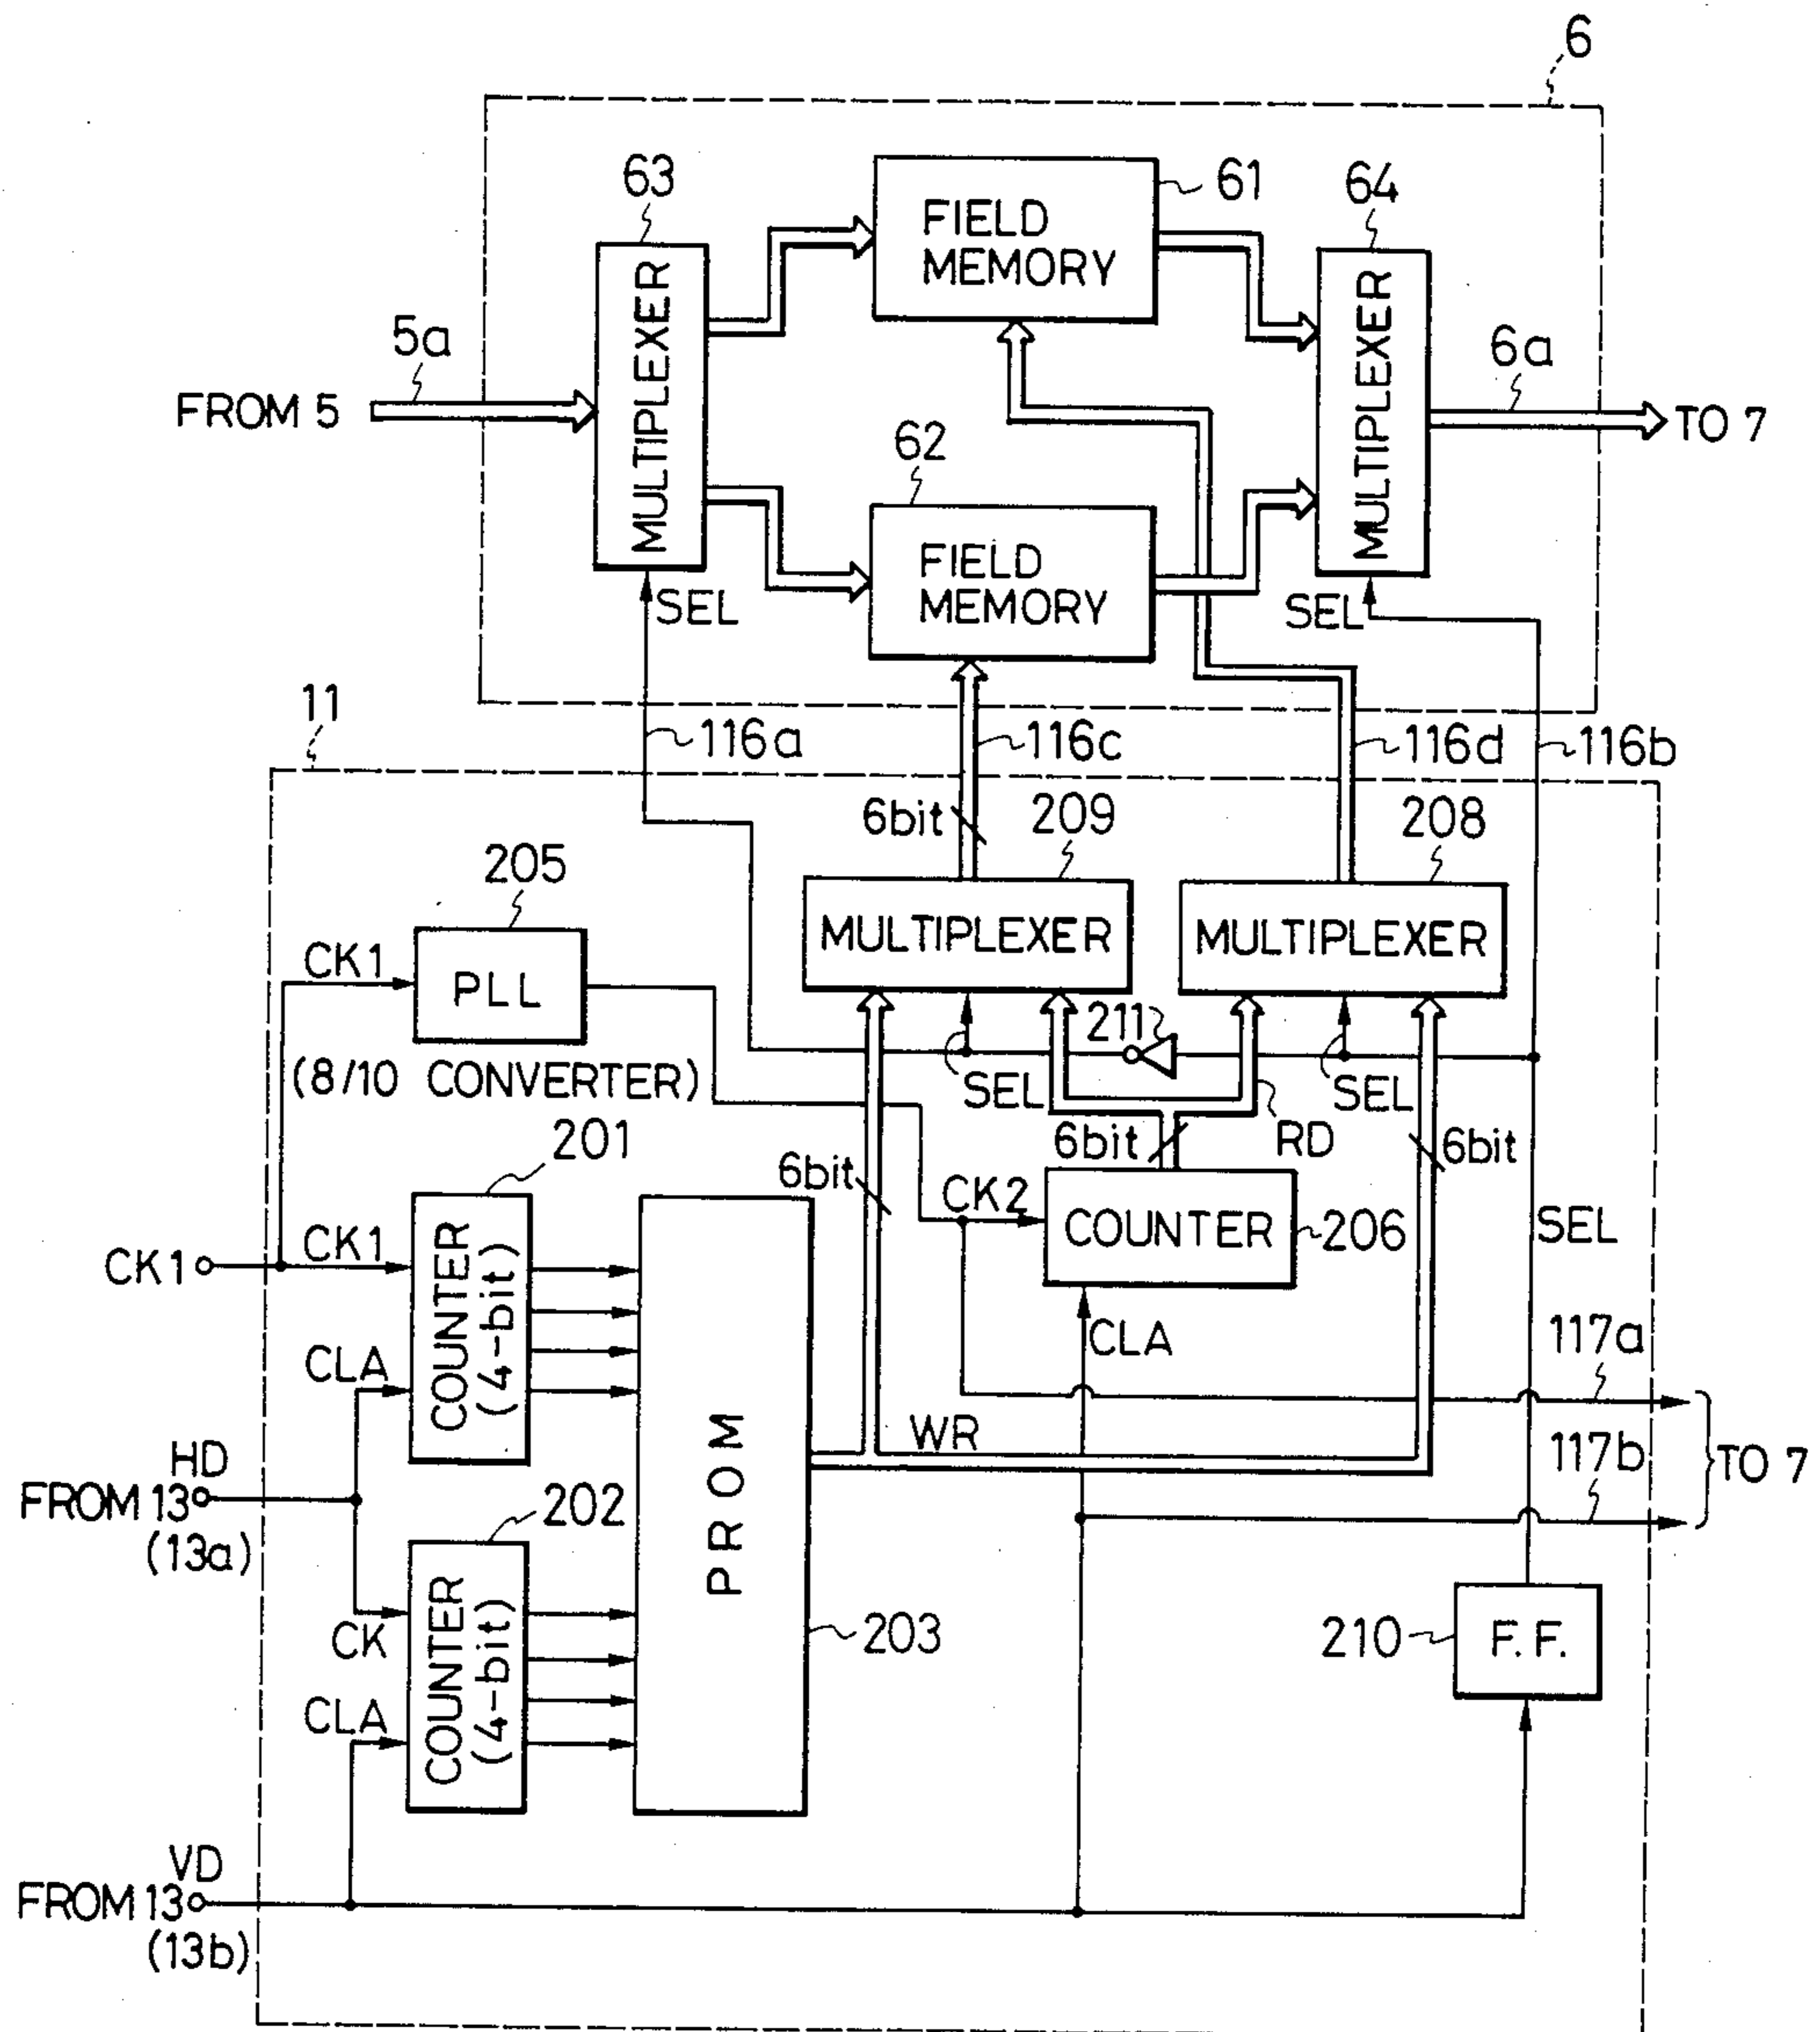 6
63
61
64
FIELD
MEMORY
MULTIPLEXER
MULTIPLEXER
5a
6a
FROM 5
TO 7
62
FIELD
MEMORY
SEL
SEL
11
116a
116c
116d
116b
6bit
209
208
205
MULTIPLEXER
MULTIPLEXER
CK1
PLL
211
(8/10 CONVERTER)
SEL
SEL
RD
6bit
6bit
6bit
201
CK2
COUNTER
206
SEL
CK1
CK1
COUNTER
(4-bit)
CLA
CLA
117a
WR
117b
TO 7
HD
FROM 13
(13a)
202
PROM
203
CK
COUNTER
(4-bit)
CLA
210
F.F.
VD
FROM 13
(13b)